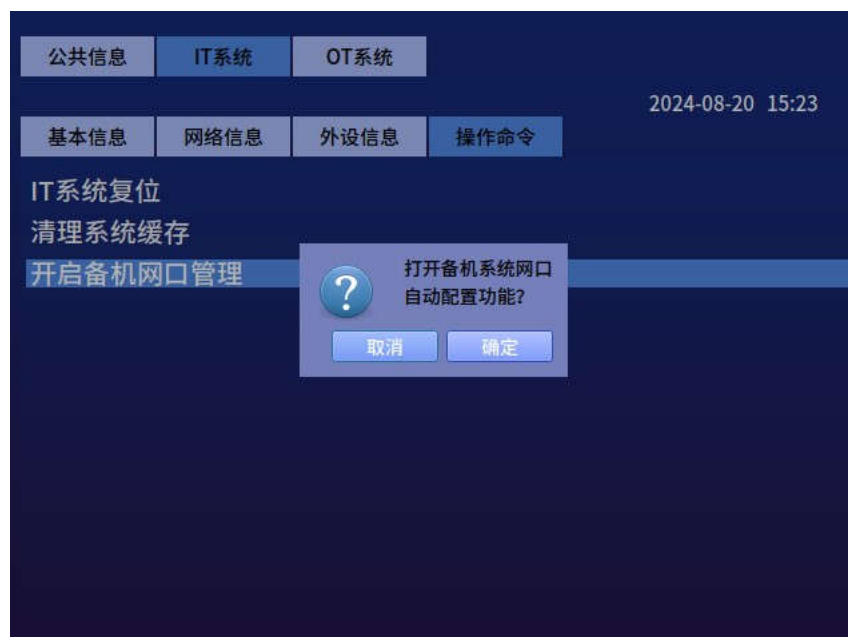 公共信息 IT系统 OT系统
2024-08-20 15:23
基本信息 网络信息 外设信息 操作命令
IT系统复位
清理系统缓存
开启备机网口管理
打开备机系统网口
自动配置功能?
取消 确定